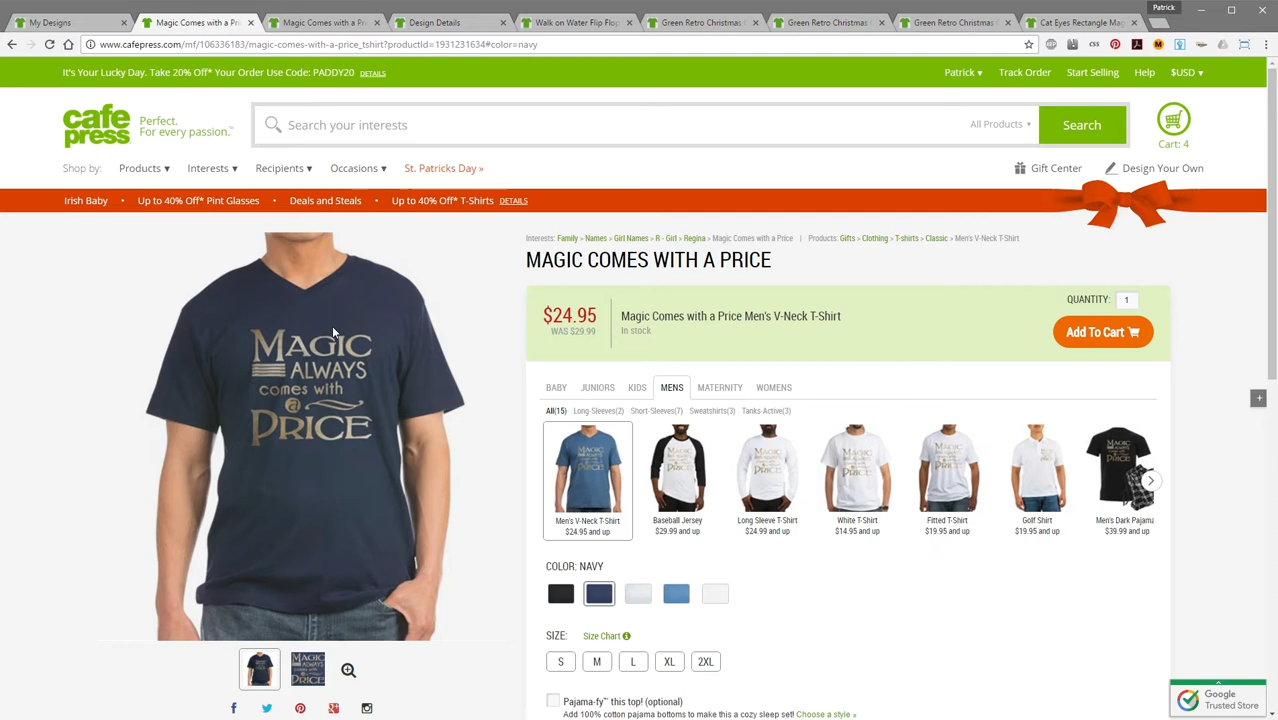 Patrick
My Designs
Magic Comes with a Pri
Magic Comes with a Pri
Design Details
Walk on Water Flip Flop
Green Retro Christmas
Green Retro Christmas
Green Retro Christmas
Cat Eyes Rectangle Mag
www.cafepress.com/mf/106336183/magic-comes-with-a-price_tshirt?productId=1931231634#color=navy
It's Your Lucky Day. Take 20% Off* Your Order Use Code: PADDY20 DETAILS
Patrick ▾ Track Order Start Selling Help $USD ▾
cafe press
Perfect.
For every passion.™
Search your interests
All Products ▾
Search
Cart: 4
Shop by: Products ▾ Interests ▾ Recipients ▾ Occasions ▾ St. Patricks Day »
Gift Center Design Your Own
Irish Baby • Up to 40% Off* Pint Glasses • Deals and Steals • Up to 40% Off* T-Shirts DETAILS
Interests: Family > Names > Girl Names > R - Girl > Regina > Magic Comes with a Price | Products: Gifts > Clothing > T-shirts > Classic > Men's V-Neck T-Shirt
MAGIC COMES WITH A PRICE
MAGIC
ALWAYS
comes with
@
PRICE
$24.95
WAS $29.99
Magic Comes with a Price Men's V-Neck T-Shirt
In stock
QUANTITY: 1
Add To Cart
BABY JUNIORS KIDS MENS MATERNITY WOMENS
All(15) Long-Sleeves(2) Short-Sleeves(7) Sweatshirts(3) Tanks-Active(3)
Men's V-Neck T-Shirt
$24.95 and up
Baseball Jersey
$29.99 and up
Long Sleeve T-Shirt
$24.99 and up
White T-Shirt
$14.95 and up
Fitted T-Shirt
$19.95 and up
Golf Shirt
$19.95 and up
Men's Dark Pajama
$39.99 and up
COLOR: NAVY
SIZE: Size Chart
S M L XL 2XL
Pajama-fy™ this top! (optional)
Add 100% cotton pajama bottoms to make this a cozy sleep set! Choose a style »
Google
Trusted Store